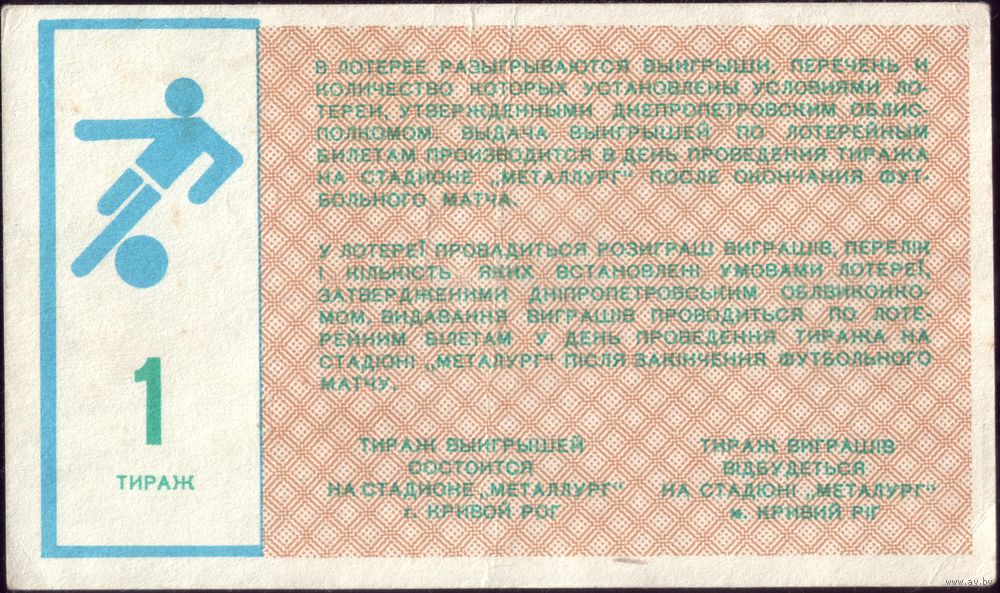 В ЛОТЕРЕЕ РАЗЫГРЫВАЮТСЯ ВЫИГРЫШИ, ПЕРЕЧЕНЬ И
КОЛИЧЕСТВО КОТОРЫХ УСТАНОВЛЕНЫ УСЛОВИЯМИ ЛО-
ТЕРЕИ, УТВЕРЖДЕННЫМИ ДНЕПРОПЕТРОВСКИМ ОБЛИС-
ПОЛКОМОМ. ВЫДАЧА ВЫИГРЫШЕЙ ПО ЛОТЕРЕЙНЫМ
БИЛЕТАМ ПРОИЗВОДИТСЯ В ДЕНЬ ПРОВЕДЕНИЯ ТИРАЖА
НА СТАДИОНЕ „МЕТАЛЛУРГ" ПОСЛЕ ОКОНЧАНИЯ ФУТ-
БОЛЬНОГО МАТЧА.
У ЛОТЕРЕЇ ПРОВАДИТЬСЯ РОЗИГРАШ ВИГРАШІВ, ПЕРЕЛІК
І КІЛЬКІСТЬ ЯКИХ ВСТАНОВЛЕНІ УМОВАМИ ЛОТЕРЕЇ,
ЗАТВЕРДЖЕНИМИ ДНІПРОПЕТРОВСЬКИМ ОБЛВИКОНКО-
МОМ. ВИДАВАННЯ ВИГРАШІВ ПРОВОДИТЬСЯ ПО ЛОТЕ-
РЕЙНИМ БІЛЕТАМ У ДЕНЬ ПРОВЕДЕННЯ ТИРАЖА НА
СТАДІОНІ „МЕТАЛУРГ" ПІСЛЯ ЗАКІНЧЕННЯ ФУТБОЛЬНОГО
МАТЧУ.
1
ТИРАЖ
ТИРАЖ ВЫИГРЫШЕЙ
СОСТОИТСЯ
НА СТАДИОНЕ „МЕТАЛЛУРГ"
г. КРИВОЙ РОГ
ТИРАЖ ВИГРАШІВ
ВІДБУДЕТЬСЯ
НА СТАДІОНІ „МЕТАЛУРГ"
м. КРИВИЙ РІГ
www.ay.by